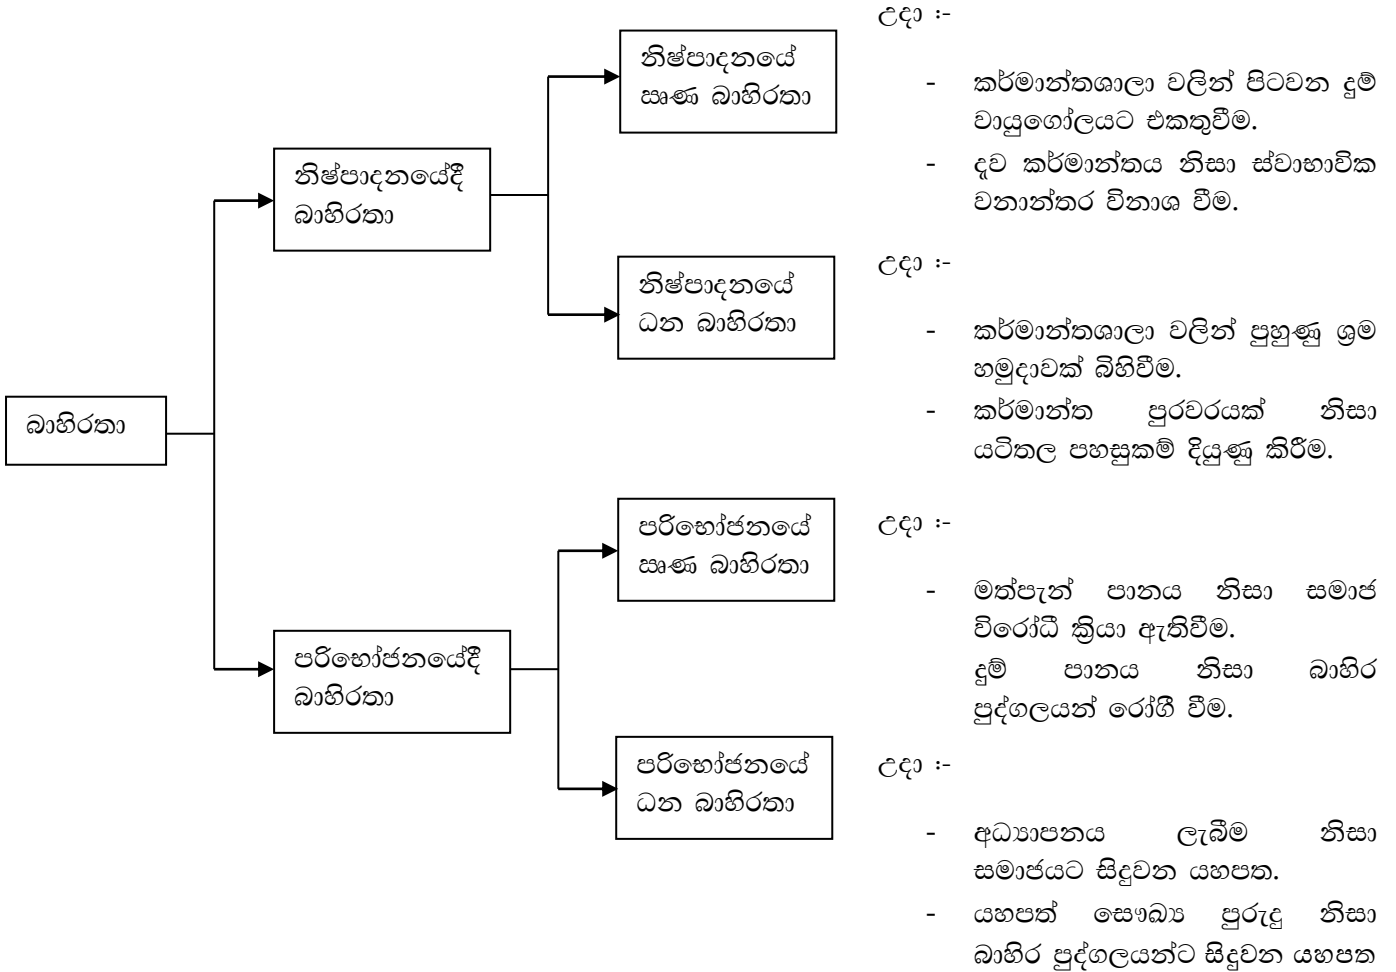 උදා :-
නිෂ්පාදනයේ
ඍණ බාහිරතා
- කර්මාන්තශාලා වලින් පිටවන දුම්
වායුගෝලයට එකතුවීම.
- දැව කර්මාන්තය නිසා ස්වාභාවික
වනාන්තර විනාශ වීම.
නිෂ්පාදනයේදී
බාහිරතා
උදා :-
නිෂ්පාදනයේ
ධන බාහිරතා
- කර්මාන්තශාලා වලින් පුහුණු ශ්‍රම
හමුදාවක් බිහිවීම.
- කර්මාන්ත පුරවරයක් නිසා
යටිතල පහසුකම් දියුණු කිරීම.
බාහිරතා
උදා :-
පරිභෝජනයේ
ඍණ බාහිරතා
- මත්පැන් පානය නිසා සමාජ
විරෝධී ක්‍රියා ඇතිවීම.
දුම් පානය නිසා බාහිර
පුද්ගලයන් රෝගී වීම.
පරිභෝජනයේදී
බාහිරතා
උදා :-
පරිභෝජනයේ
ධන බාහිරතා
- අධ්‍යාපනය ලැබීම නිසා
සමාජයට සිදුවන යහපත.
- යහපත් සෞඛ්‍ය පුරුදු නිසා
බාහිර පුද්ගලයන්ට සිදුවන යහපත